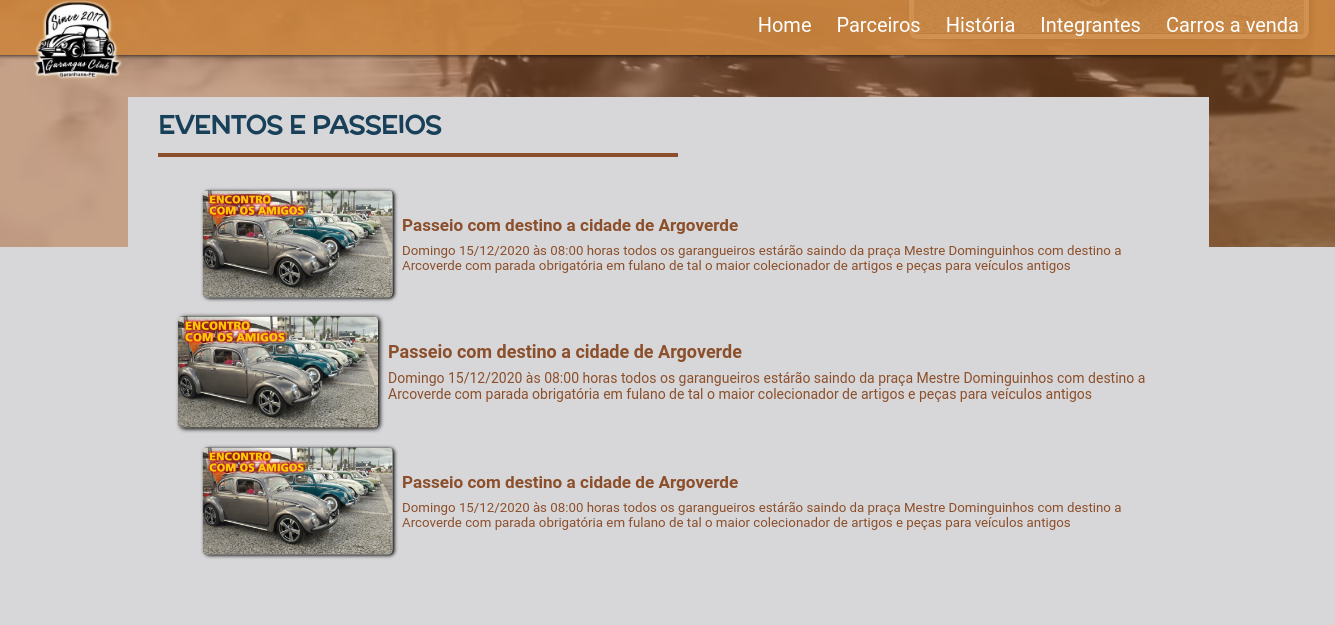 Since 2017
Garangus Club
Garanhuns-PE
Home Parceiros História Integrantes Carros a venda
EVENTOS E PASSEIOS
ENCONTRO
COM OS AMIGOS
Passeio com destino a cidade de Argoverde
Domingo 15/12/2020 às 08:00 horas todos os garangueiros estárão saindo da praça Mestre Dominguinhos com destino a
Arcoverde com parada obrigatória em fulano de tal o maior colecionador de artigos e peças para veículos antigos
ENCONTRO
COM OS AMIGOS
Passeio com destino a cidade de Argoverde
Domingo 15/12/2020 às 08:00 horas todos os garangueiros estárão saindo da praça Mestre Dominguinhos com destino a
Arcoverde com parada obrigatória em fulano de tal o maior colecionador de artigos e peças para veículos antigos
ENCONTRO
COM OS AMIGOS
Passeio com destino a cidade de Argoverde
Domingo 15/12/2020 às 08:00 horas todos os garangueiros estárão saindo da praça Mestre Dominguinhos com destino a
Arcoverde com parada obrigatória em fulano de tal o maior colecionador de artigos e peças para veículos antigos